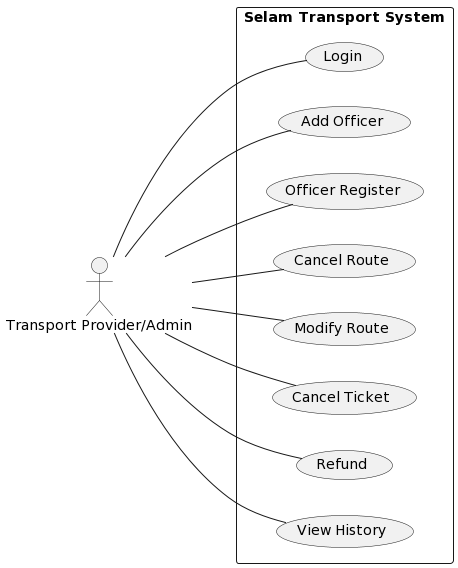 Selam Transport System
Login
Add Officer
Officer Register
Cancel Route
Transport Provider/Admin
Modify Route
Cancel Ticket
Refund
View History